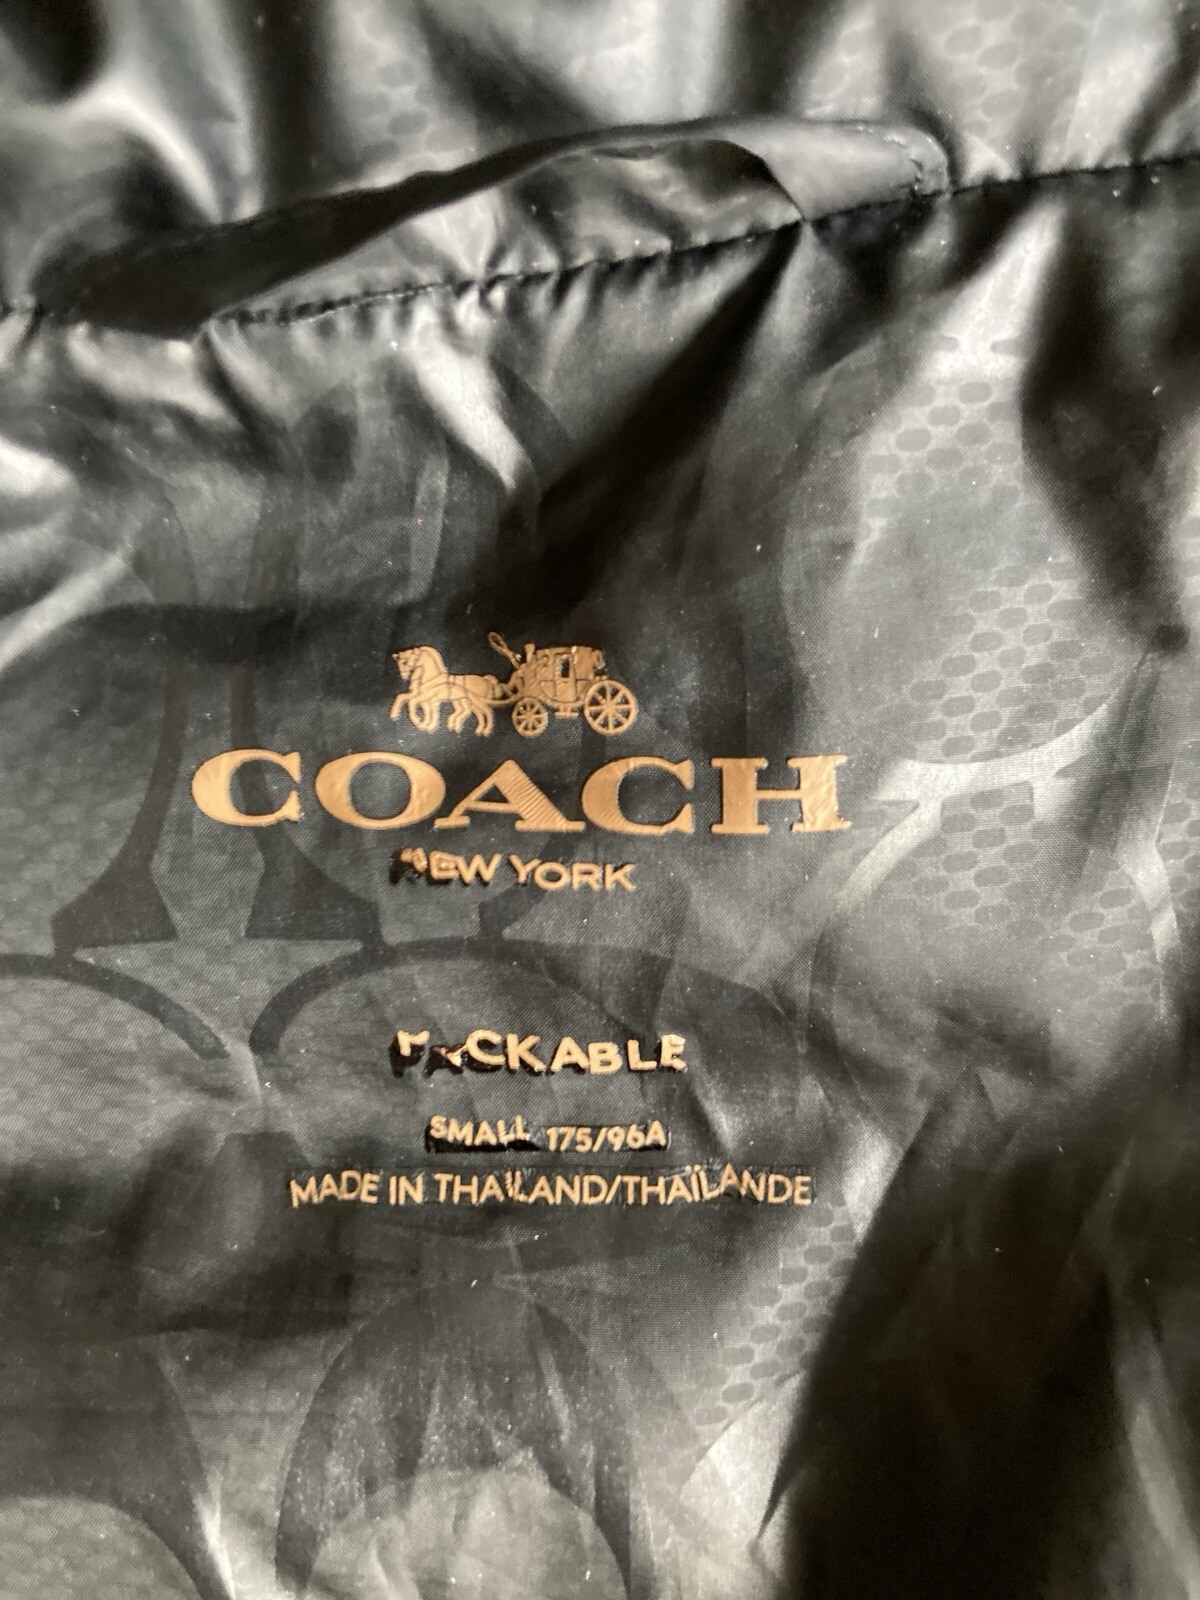 COACH
NEW YORK
PACKABLE
SMALL 175/96A
MADE IN THAILAND/THAÏLANDE